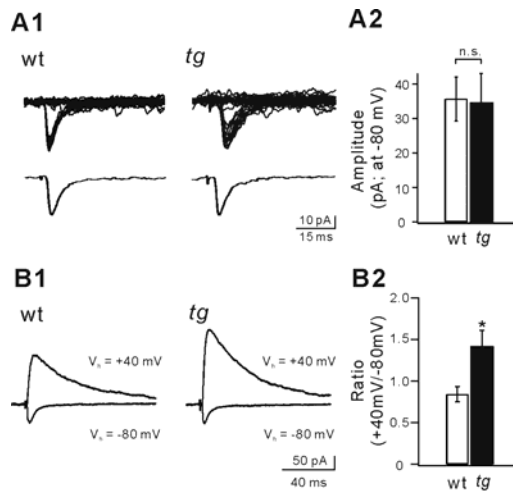 A1
A2
wt
tg
10 pA
15 ms
n.s.
Amplitude
(pA; at -80 mV)
40
30
20
10
0
wt
tg
B1
B2
wt
tg
Vh = +40 mV
Vh = +40 mV
Vh = -80 mV
Vh = -80 mV
50 pA
40 ms
*
Ratio
(+40mV/-80mV)
2.0
1.5
1.0
0.5
0
wt
tg